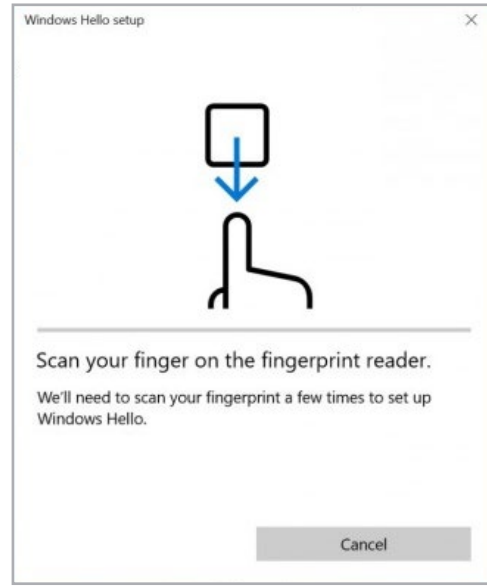 Windows Hello setup
Scan your finger on the fingerprint reader.
We'll need to scan your fingerprint a few times to set up
Windows Hello.
Cancel